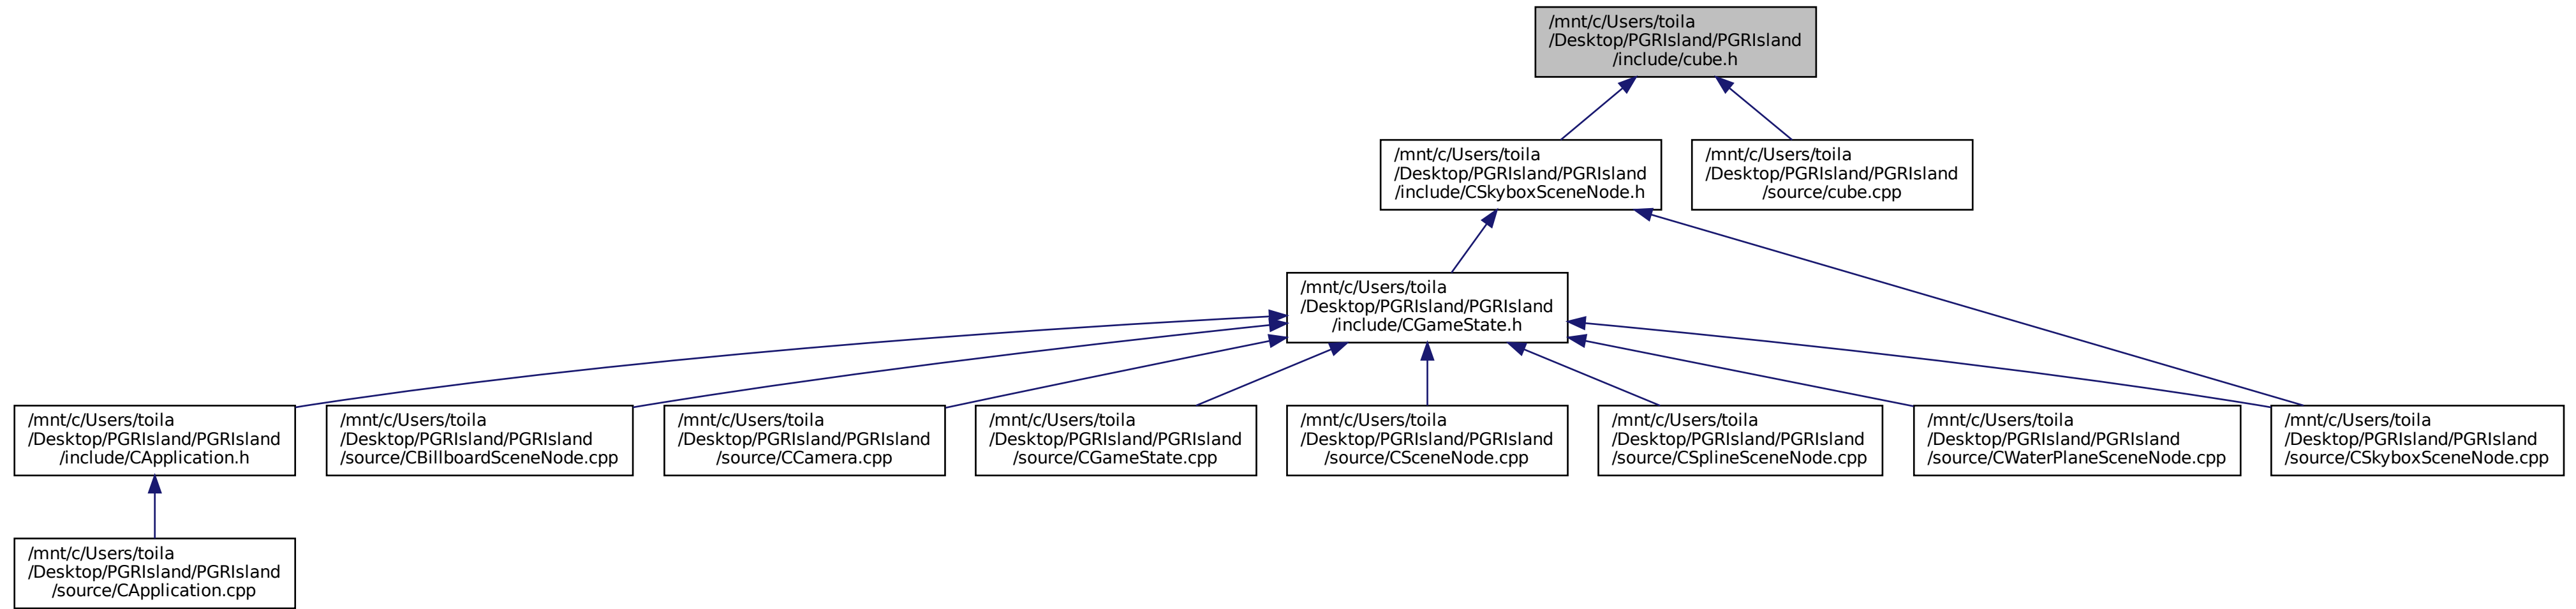 /mnt/c/Users/toila
/Desktop/PGRIsland/PGRIsland
/include/cube.h
/mnt/c/Users/toila
/Desktop/PGRIsland/PGRIsland
/include/CSkyboxSceneNode.h
/mnt/c/Users/toila
/Desktop/PGRIsland/PGRIsland
/source/cube.cpp
/mnt/c/Users/toila
/Desktop/PGRIsland/PGRIsland
/include/CGameState.h
/mnt/c/Users/toila
/Desktop/PGRIsland/PGRIsland
/include/CApplication.h
/mnt/c/Users/toila
/Desktop/PGRIsland/PGRIsland
/source/CBillboardSceneNode.cpp
/mnt/c/Users/toila
/Desktop/PGRIsland/PGRIsland
/source/CCamera.cpp
/mnt/c/Users/toila
/Desktop/PGRIsland/PGRIsland
/source/CGameState.cpp
/mnt/c/Users/toila
/Desktop/PGRIsland/PGRIsland
/source/CSceneNode.cpp
/mnt/c/Users/toila
/Desktop/PGRIsland/PGRIsland
/source/CSplineSceneNode.cpp
/mnt/c/Users/toila
/Desktop/PGRIsland/PGRIsland
/source/CWaterPlaneSceneNode.cpp
/mnt/c/Users/toila
/Desktop/PGRIsland/PGRIsland
/source/CSkyboxSceneNode.cpp
/mnt/c/Users/toila
/Desktop/PGRIsland/PGRIsland
/source/CApplication.cpp